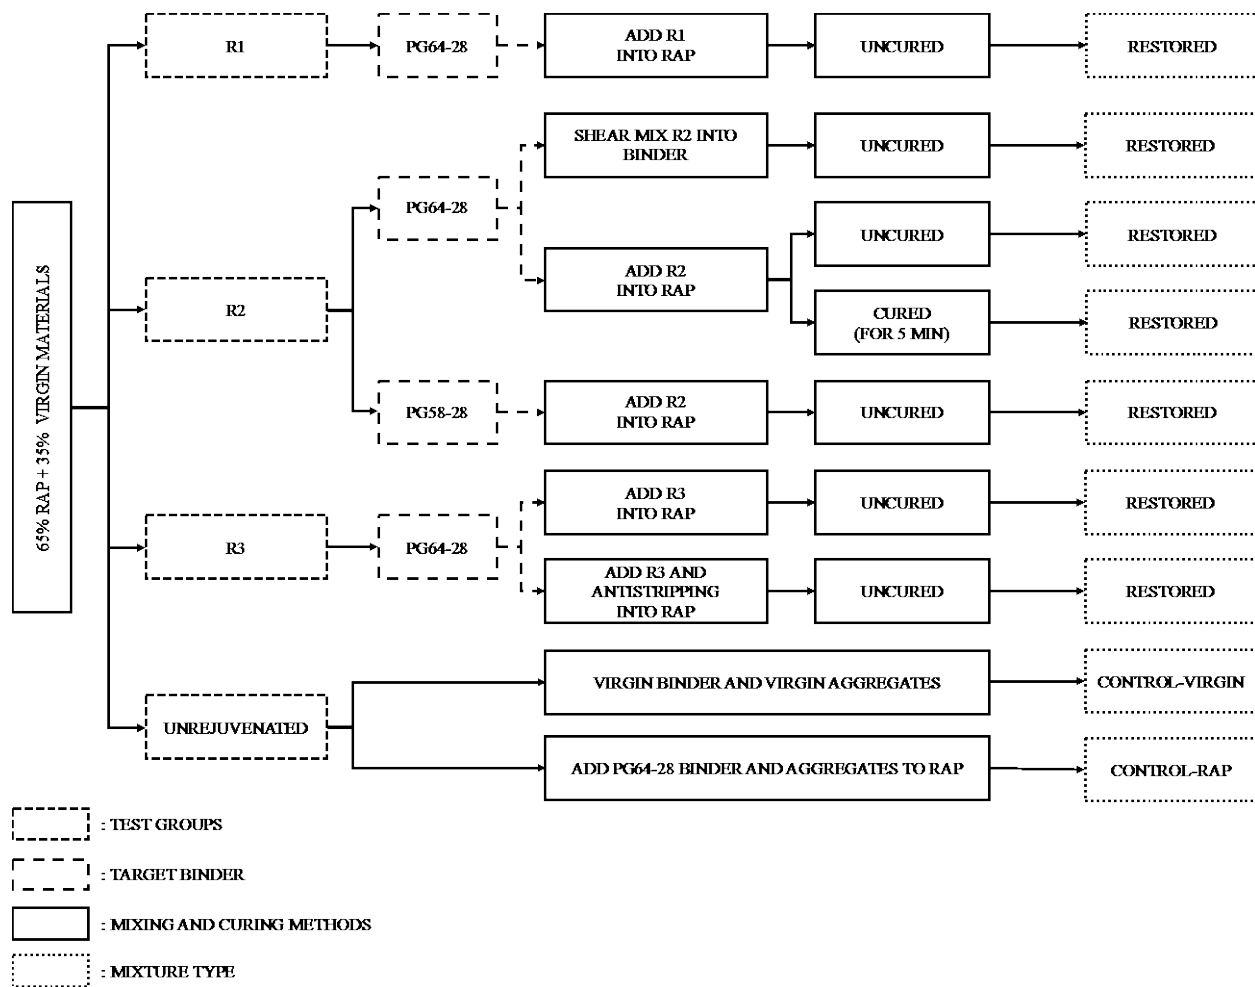 R1
PG64-28
ADD R1
INTO RAP
UNCURED
RESTORED
SHEAR MIX R2 INTO
BINDER
UNCURED
RESTORED
PG64-28
UNCURED
RESTORED
65% RAP + 35% VIRGIN MATERIALS
R2
ADD R2
INTO RAP
CURED
(FOR 5 MIN)
RESTORED
PG58-28
ADD R2
INTO RAP
UNCURED
RESTORED
R3
PG64-28
ADD R3
INTO RAP
UNCURED
RESTORED
ADD R3 AND
ANTISTRIPPING
INTO RAP
UNCURED
RESTORED
UNREJUVENATED
VIRGIN BINDER AND VIRGIN AGGREGATES
CONTROL-VIRGIN
ADD PG64-28 BINDER AND AGGREGATES TO RAP
CONTROL-RAP
: TEST GROUPS
: TARGET BINDER
: MIXING AND CURING METHODS
: MIXTURE TYPE